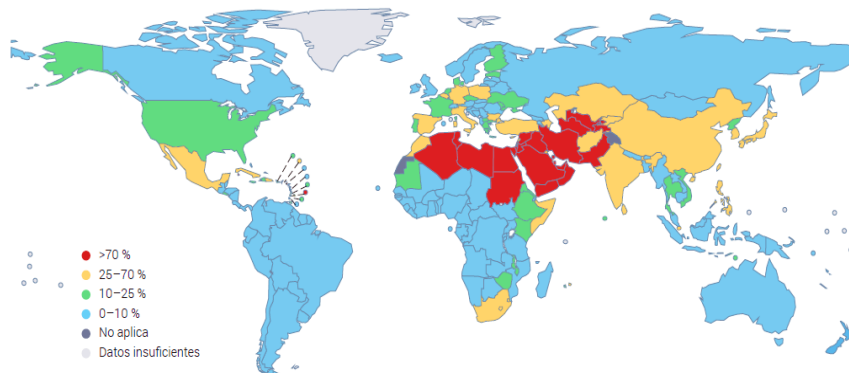 >70 %
25–70 %
10–25 %
0–10 %
No aplica
Datos insuficientes